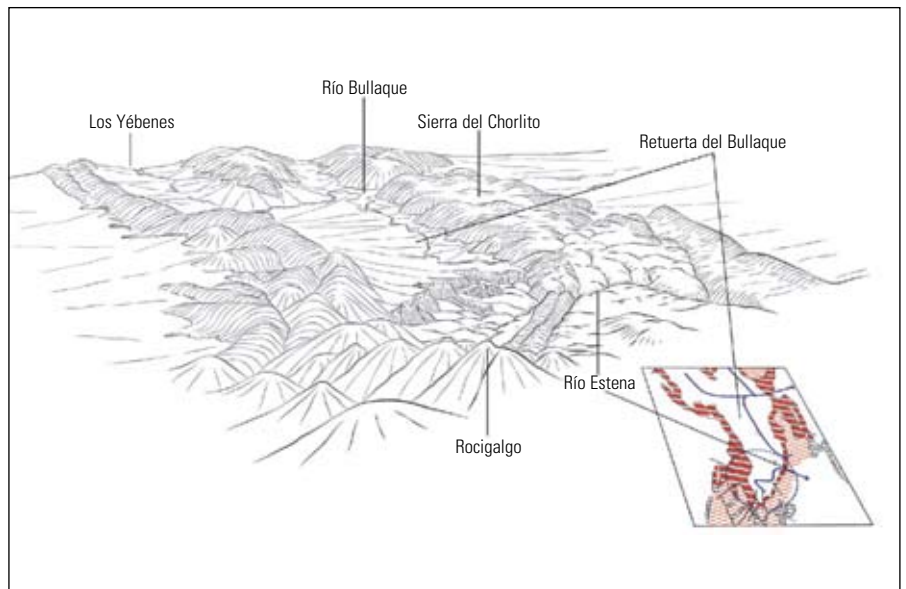 Río Bullaque
Los Yébenes
Sierra del Chorlito
Retuerta del Bullaque
Río Estena
Rocigalgo